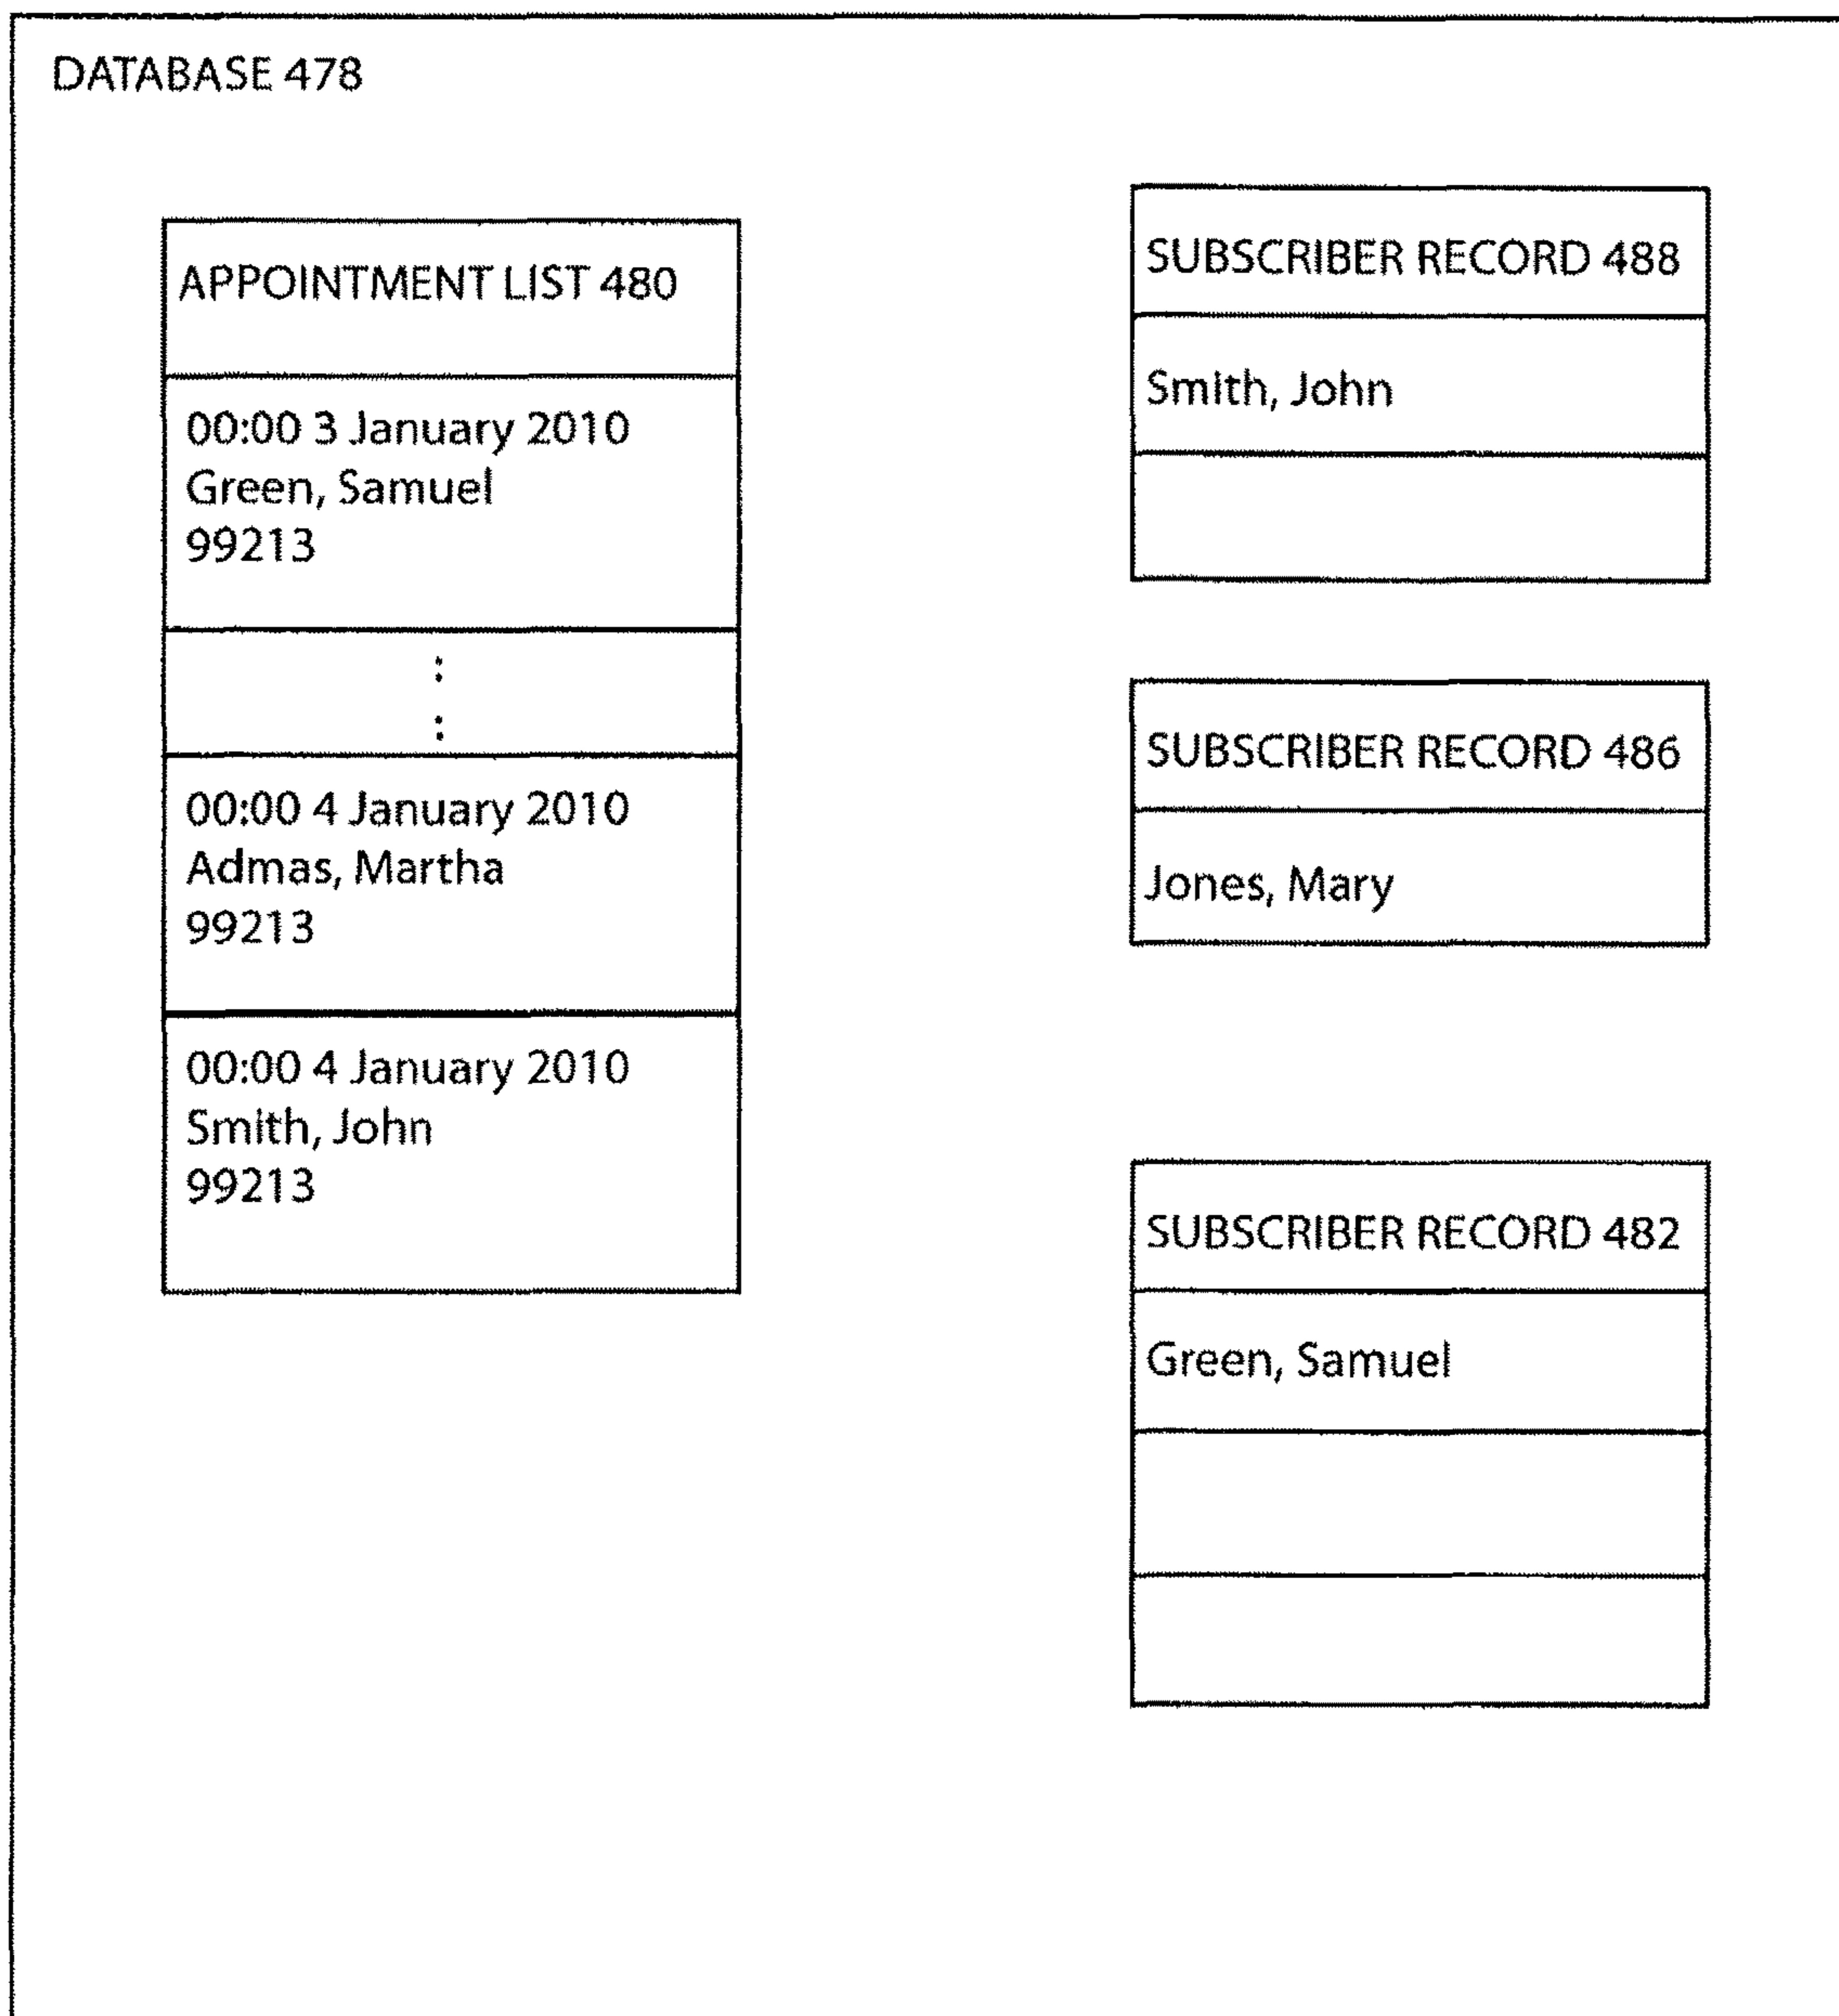 DATABASE 478
APPOINTMENT LIST 480
00:00 3 January 2010
Green, Samuel
99213
00:00 4 January 2010
Admas, Martha
99213
00:00 4 January 2010
Smith, John
99213
SUBSCRIBER RECORD 488
Smith, John
SUBSCRIBER RECORD 486
Jones, Mary
SUBSCRIBER RECORD 482
Green, Samuel